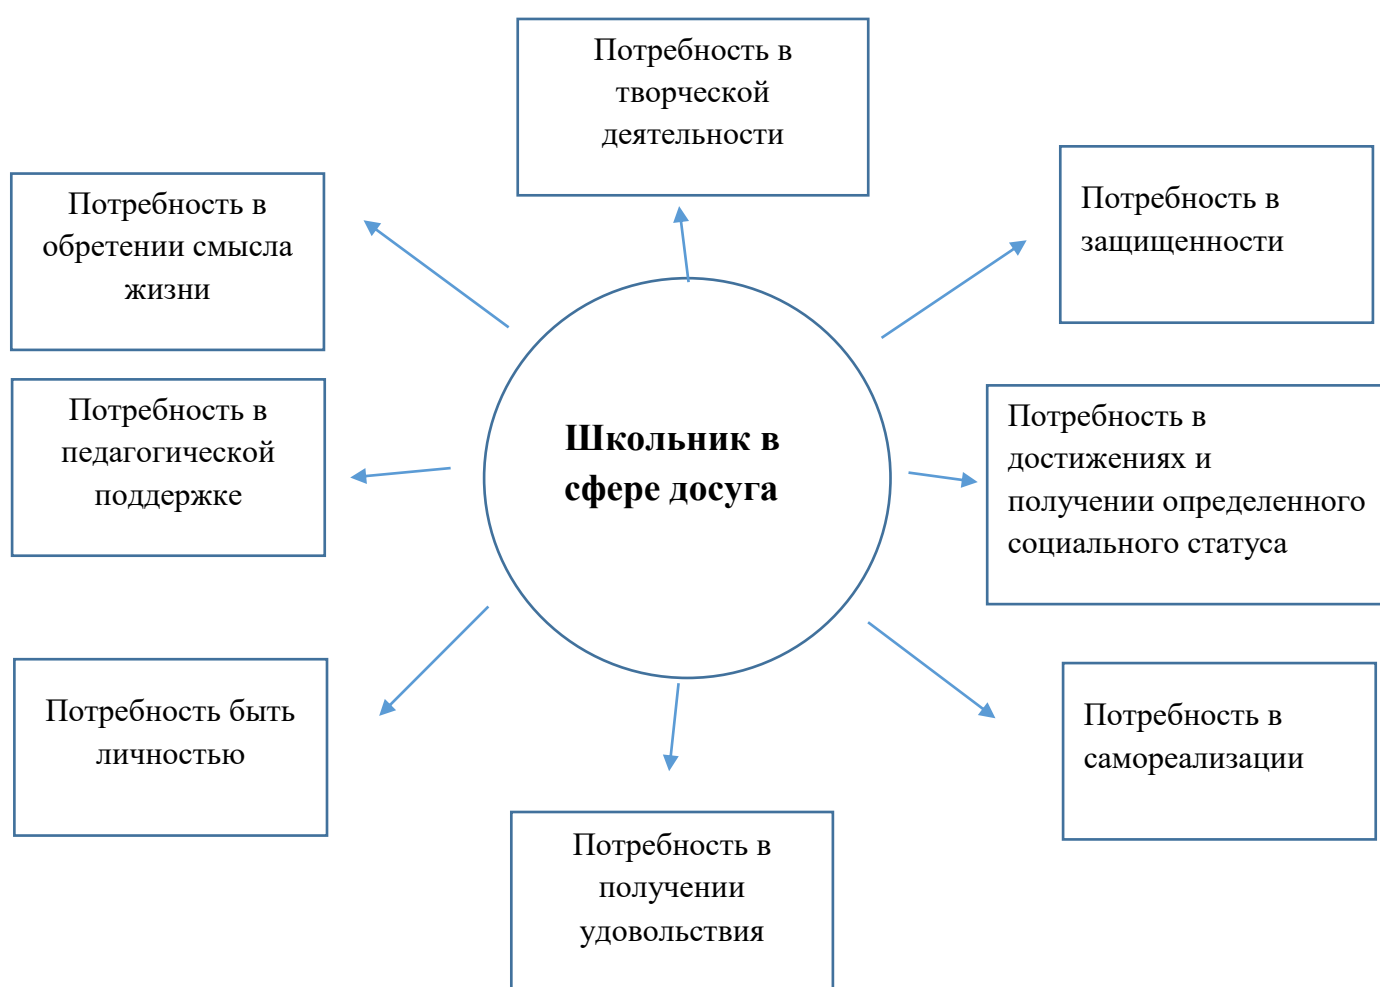 Потребность в
творческой
деятельности
Потребность в
обретении смысла
жизни
Потребность в
защищенности
Потребность в
педагогической
поддержке
Школьник в
сфере досуга
Потребность в
достижениях и
получении определенного
социального статуса
Потребность быть
личностью
Потребность в
самореализации
Потребность в
получении
удовольствия